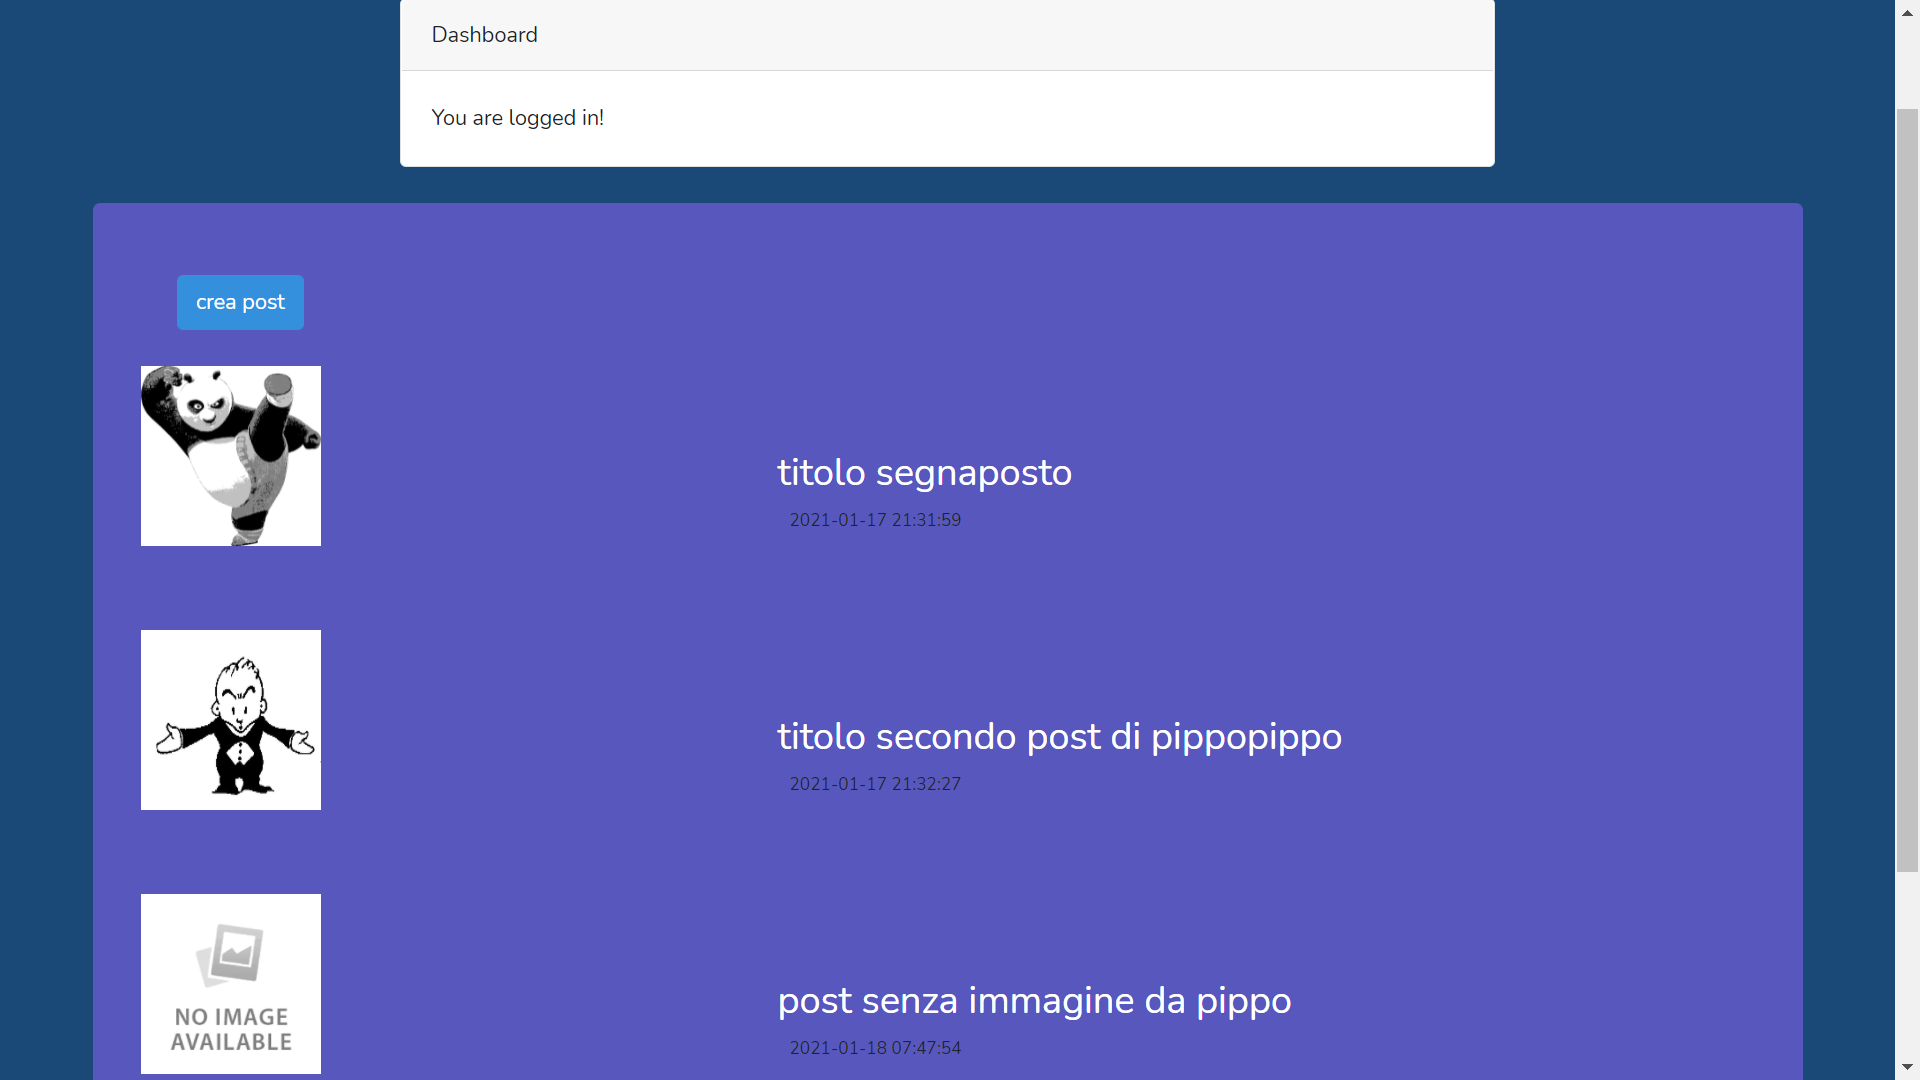 Dashboard
You are logged in!
crea post
titolo segnaposto
2021-01-17 21:31:59
titolo secondo post di pippopippo
2021-01-17 21:32:27
NO IMAGE
AVAILABLE
post senza immagine da pippo
2021-01-18 07:47:54